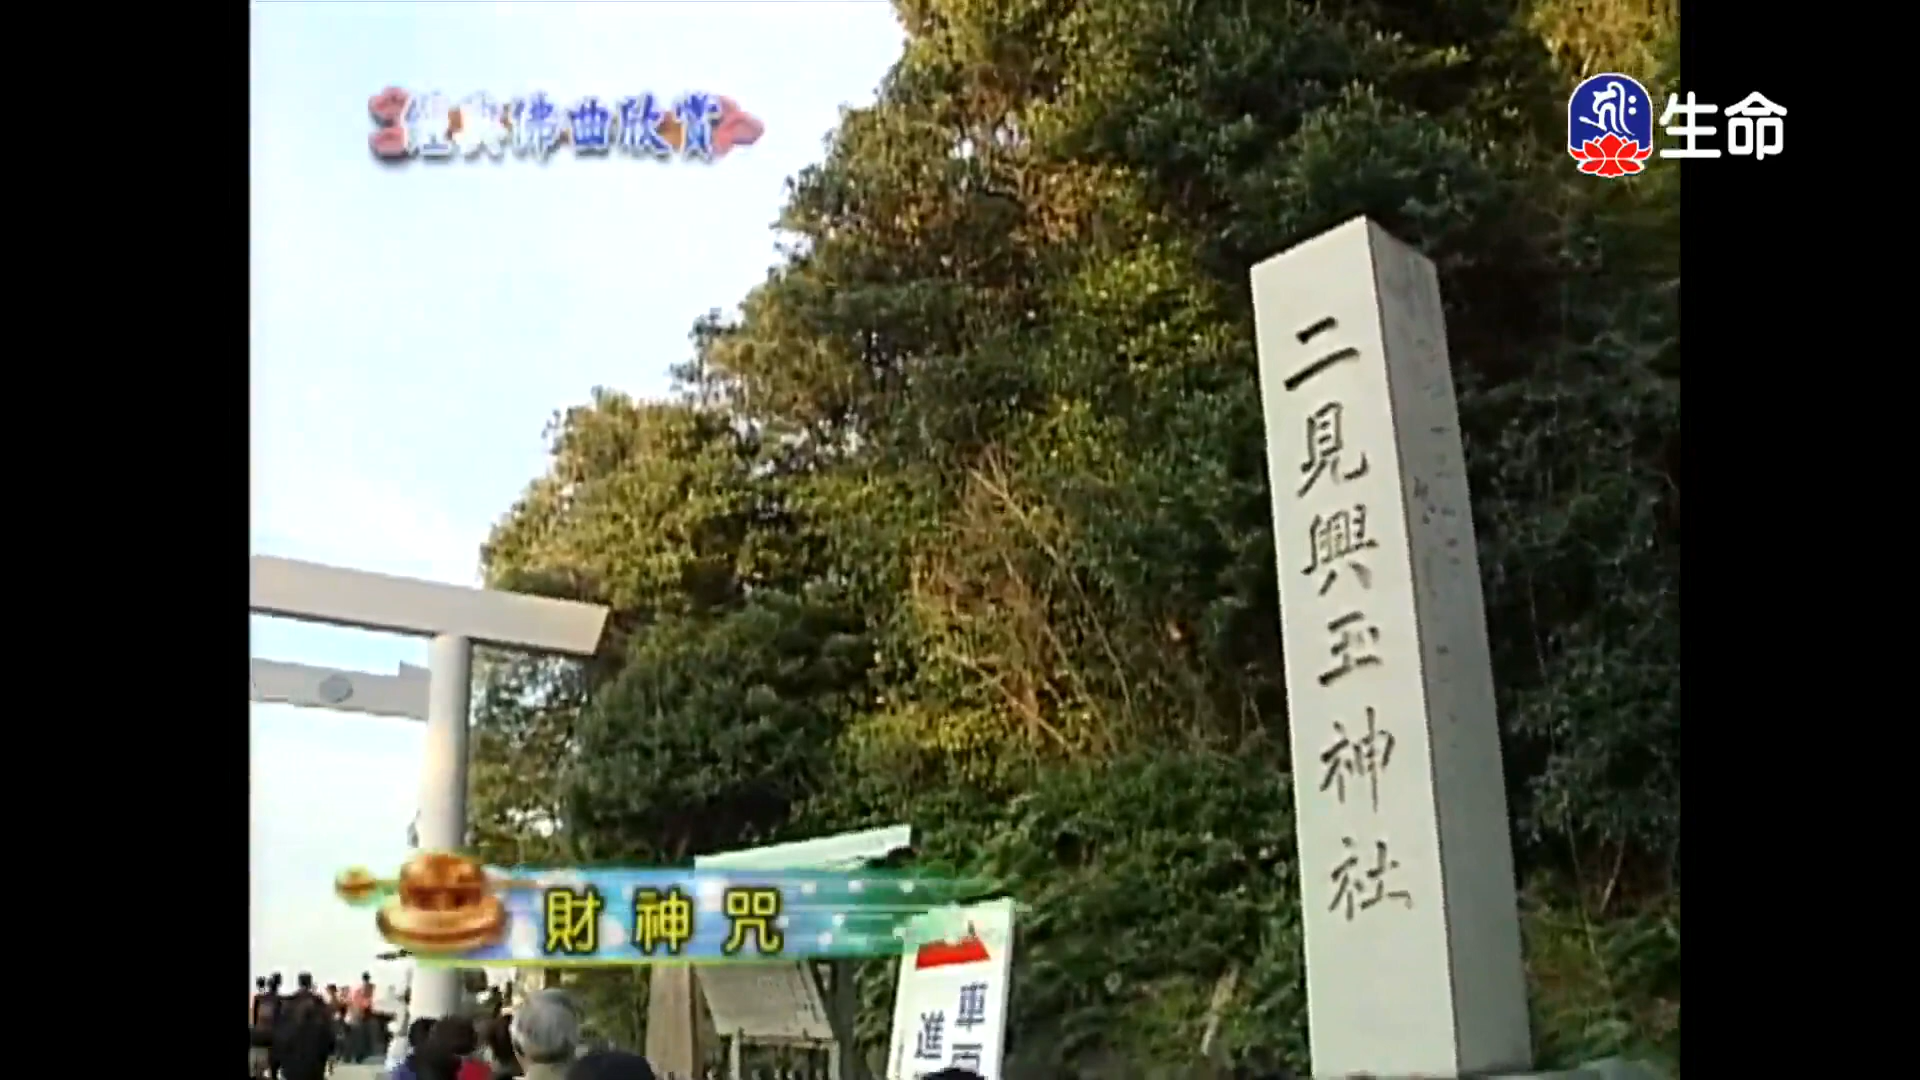 經典佛曲欣賞
生命
二見興玉神社
財神咒
車両
進